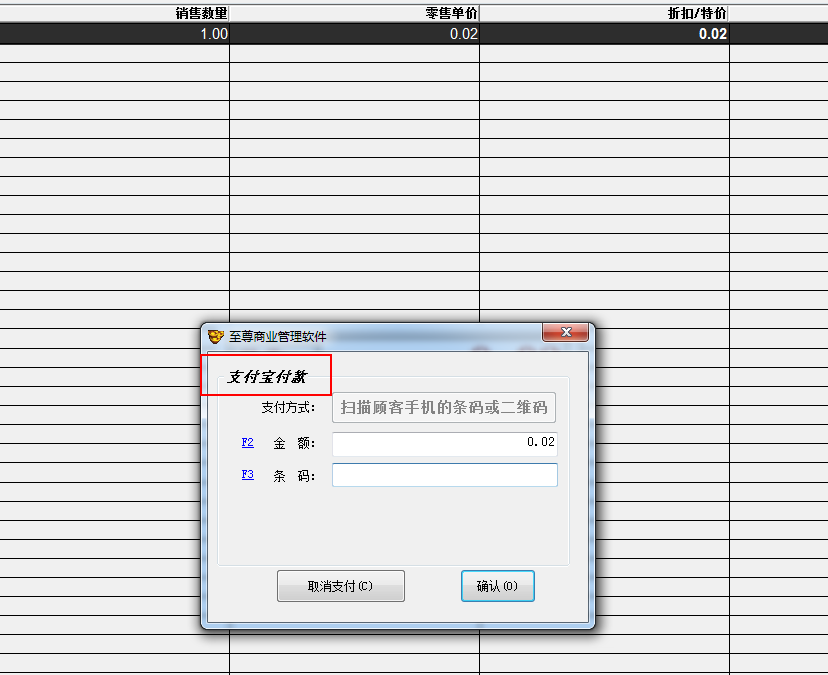 销售数量 零售单价 折扣/特价
1.00 0.02 0.02
至尊商业管理软件
支付宝付款
支付方式: 扫描顾客手机的条码或二维码
F2 金 额: 0.02
F3 条 码:
取消支付(C) 确认(O)